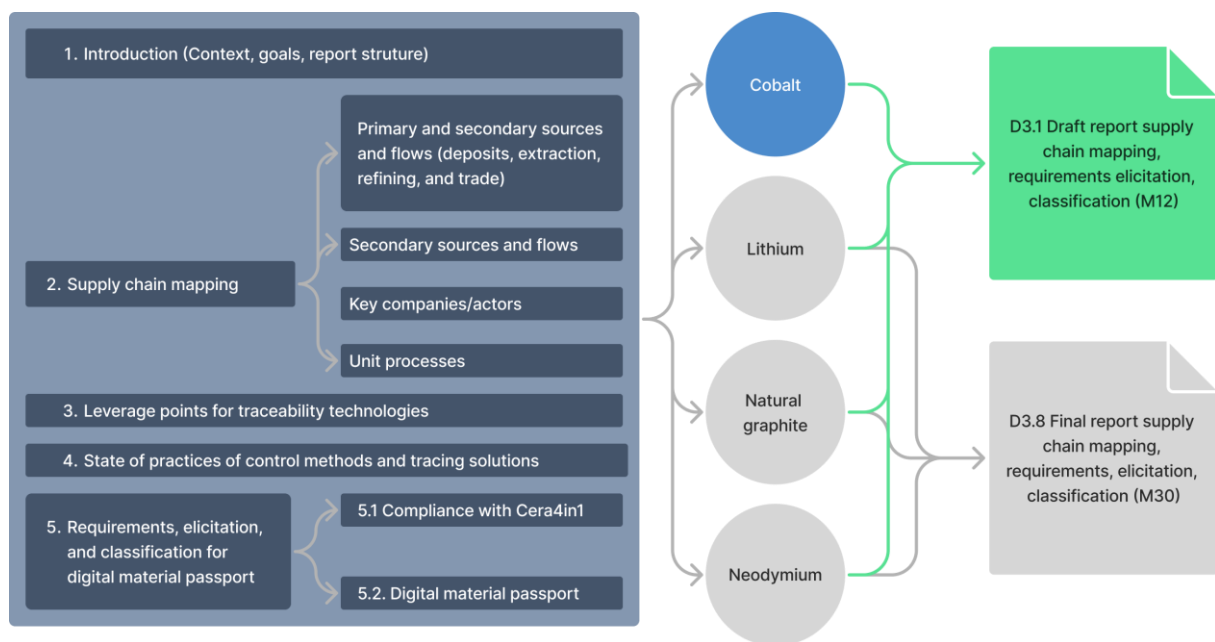 1. Introduction (Context, goals, report struture)
Primary and secondary sources
and flows (deposits, extraction,
refining, and trade)
Secondary sources and flows
2. Supply chain mapping
Key companies/actors
Unit processes
3. Leverage points for traceability technologies
4. State of practices of control methods and tracing solutions
5. Requirements, elicitation,
and classification for
digital material passport
5.1 Compliance with Cera4in1
5.2. Digital material passport
Cobalt
Lithium
Natural
graphite
Neodymium
D3.1 Draft report supply
chain mapping,
requirements elicitation,
classification (M12)
D3.8 Final report supply
chain mapping,
requirements, elicitation,
classification (M30)